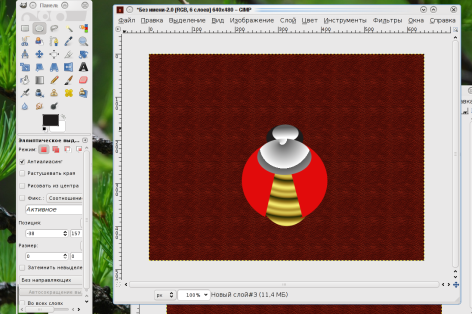 Панель
*Без имени-2.0 (RGB, 6 слоев) 640x480 – GIMP
Файл Правка Выделение Вид Изображение Слой Цвет Инструменты Фильтры Окна Справка
Эллиптическое выд...
Режим:
Антиалиасинг
Растушевать края
Рисовать из центра
Фикс.: Соотношени
Активное
Позиция:
-38 157
Размер:
0 0
Затемнить невыделе
Без направляющих
Во всех слоях
px 100% Новый слой#3 (11,4 МБ)